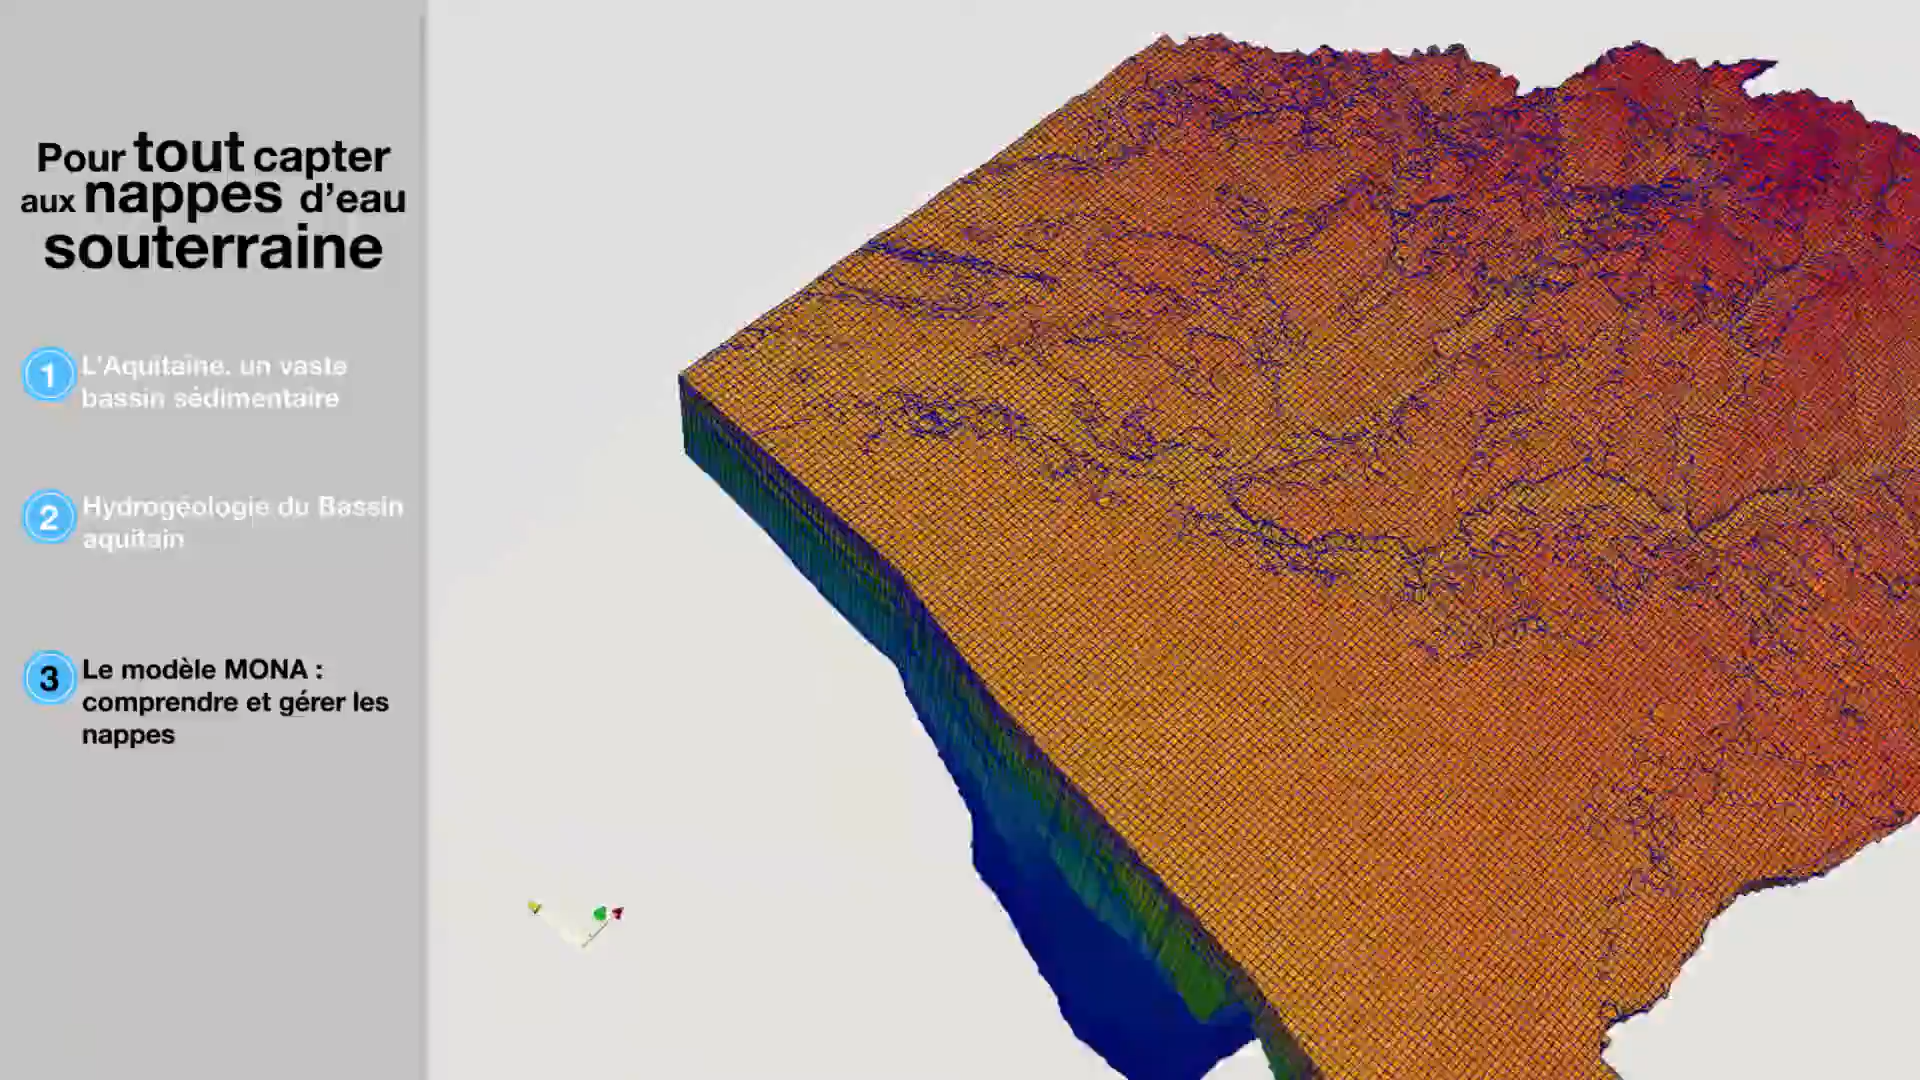 Pour tout capter
aux nappes d’eau
souterraine
1
L'Aquitaine, un vaste
bassin sédimentaire
2
Hydrogéologie du Bassin
aquitain
3
Le modèle MONA :
comprendre et gérer les
nappes